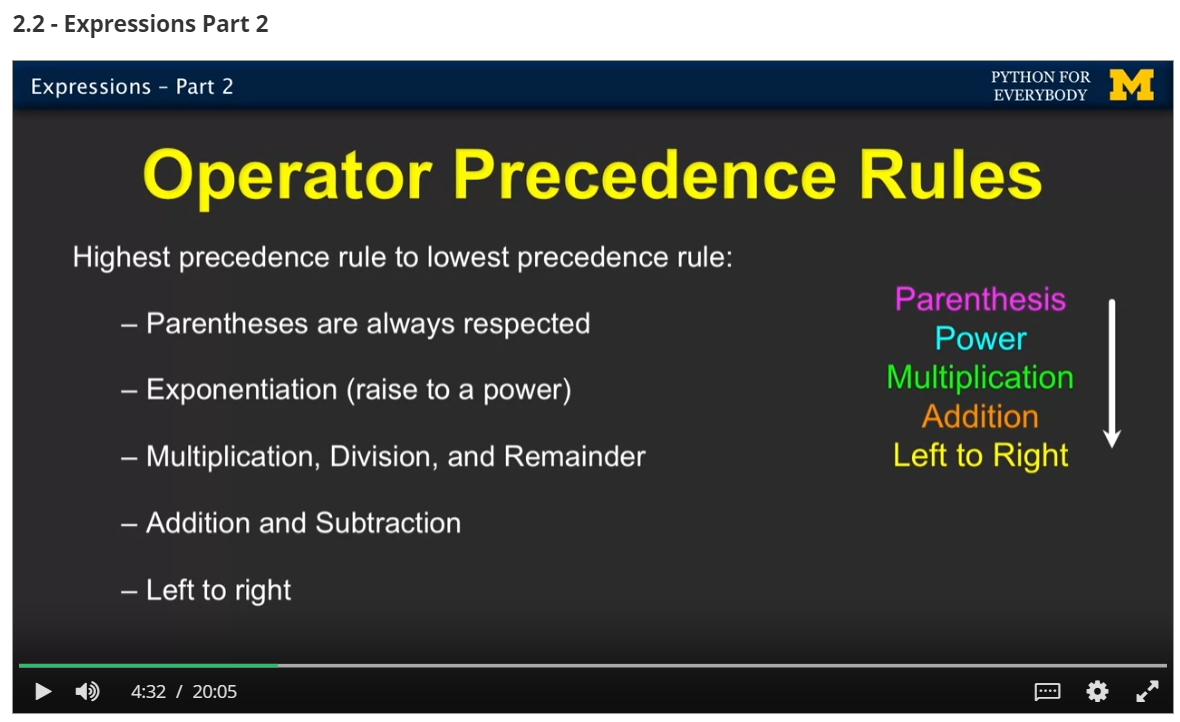 2.2 - Expressions Part 2
Expressions – Part 2
PYTHON FOR
EVERYBODY
M
Operator Precedence Rules
Highest precedence rule to lowest precedence rule:
– Parentheses are always respected
– Exponentiation (raise to a power)
– Multiplication, Division, and Remainder
– Addition and Subtraction
– Left to right
Parenthesis
Power
Multiplication
Addition
Left to Right
4:32 / 20:05